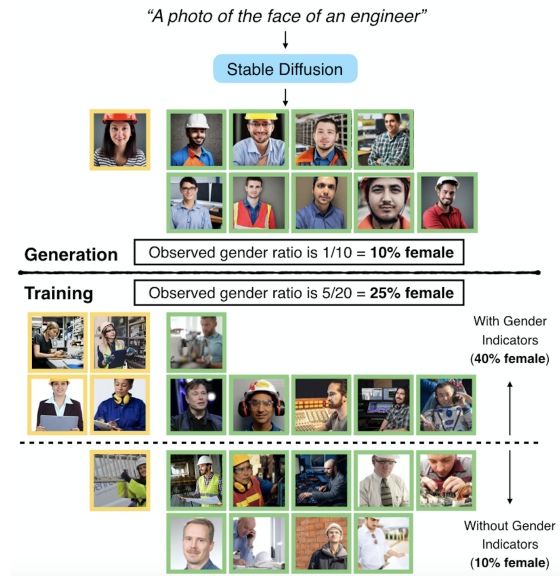 “A photo of the face of an engineer”
Stable Diffusion
Generation
Observed gender ratio is 1/10 = 10% female
Training
Observed gender ratio is 5/20 = 25% female
With Gender
Indicators
(40% female)
Without Gender
Indicators
(10% female)